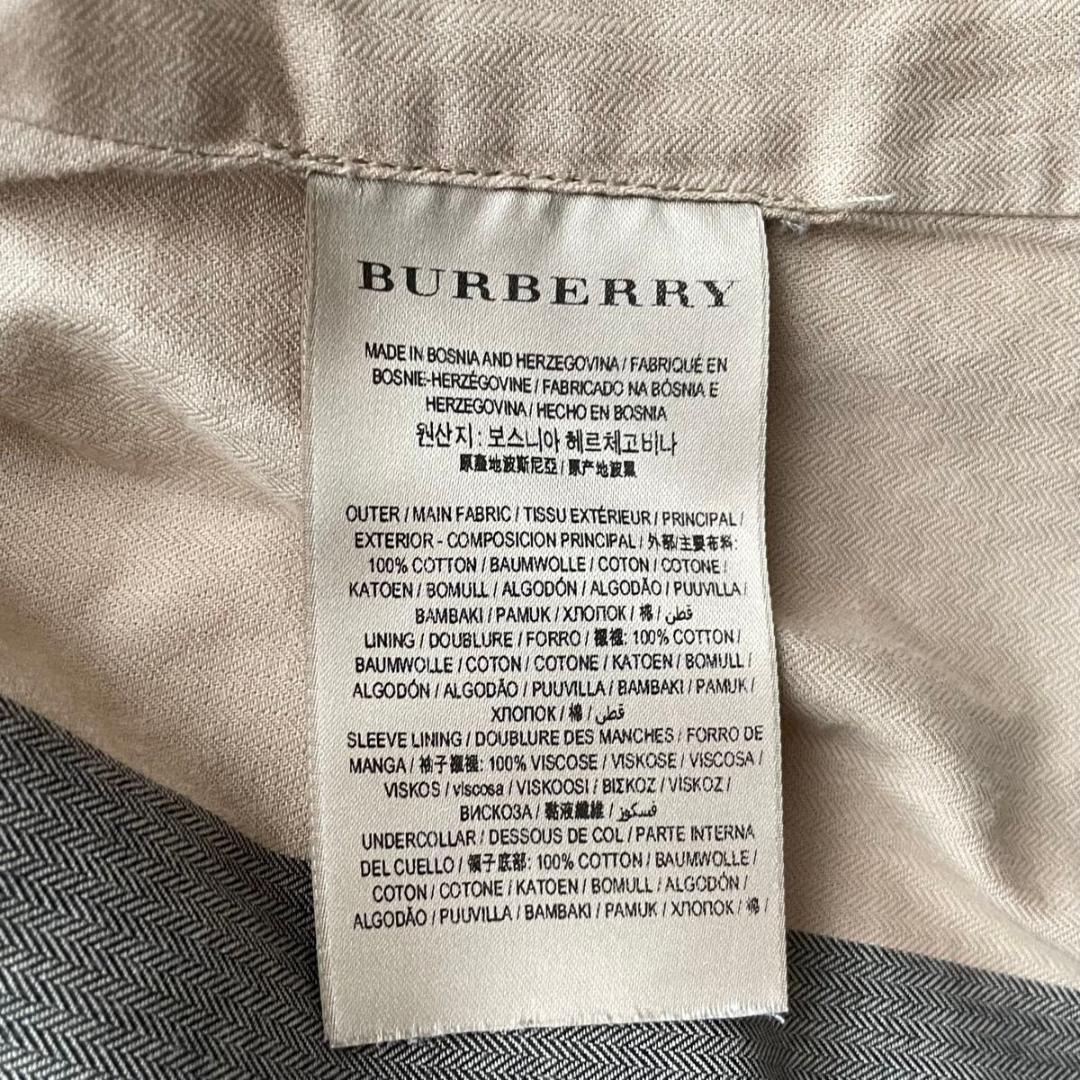 BURBERRY
MADE IN BOSNIA AND HERZEGOVINA / FABRIQUÉ EN
BOSNIE-HERZÉGOVINE / FABRICADO NA BÓSNIA E
HERZEGOVINA / HECHO EN BOSNIA
원산지 : 보스니아 헤르체고비나
原產地波斯尼亞 / 原产地波黑
OUTER / MAIN FABRIC / TISSU EXTÉRIEUR / PRINCIPAL /
EXTERIOR - COMPOSICION PRINCIPAL / 外部/主要布料:
100% COTTON / BAUMWOLLE / COTON / COTONE /
KATOEN / BOMULL / ALGODÓN / ALGODÃO / PUUVILLA /
BAMBAKI / PAMUK / ХЛОПОК / 棉 / قطن
LINING / DOUBLURE / FORRO / 襯裡: 100% COTTON /
BAUMWOLLE / COTON / COTONE / KATOEN / BOMULL /
ALGODÓN / ALGODÃO / PUUVILLA / BAMBAKI / PAMUK /
ХЛОПОК / 棉 / قطن
SLEEVE LINING / DOUBLURE DES MANCHES / FORRO DE
MANGA / 袖子襯裡: 100% VISCOSE / VISKOSE / VISCOSA /
VISKOS / viscosa / VISKOOSI / ΒΙΣΚΟΖ / VİSKOZ /
ВИСКОЗА / 黏液纖維 / فسكوز
UNDERCOLLAR / DESSOUS DE COL / PARTE INTERNA
DEL CUELLO / 領子底部: 100% COTTON / BAUMWOLLE /
COTON / COTONE / KATOEN / BOMULL / ALGODÓN /
ALGODÃO / PUUVILLA / BAMBAKI / PAMUK / ХЛОПОК / 棉 /